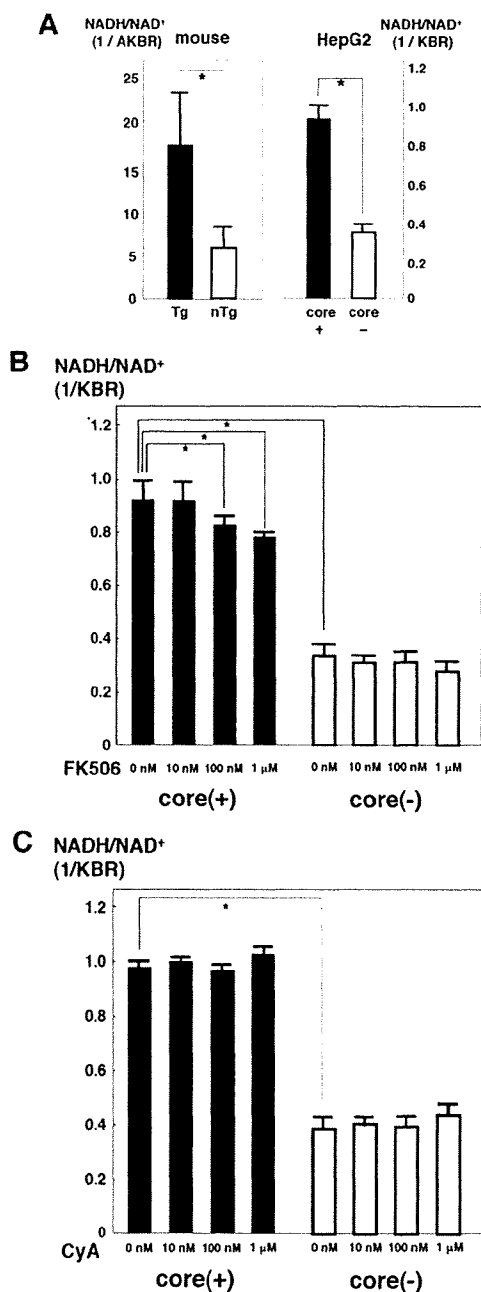 A
NADH/NAD⁺
(1 / AKBR)
mouse
HepG2
NADH/NAD⁺
(1 / KBR)
25
20
15
10
5
0
*
*
1.2
1.0
0.8
0.6
0.4
0.2
0
Tg nTg
core core
+ –
B
NADH/NAD⁺
(1/KBR)
1.2
1.0
0.8
0.6
0.4
0.2
0
*
*
*
FK506 0 nM 10 nM 100 nM 1 µM 0 nM 10 nM 100 nM 1 µM
core(+) core(-)
C
NADH/NAD⁺
(1/KBR)
1.2
1.0
0.8
0.6
0.4
0.2
0
*
CyA 0 nM 10 nM 100 nM 1 µM 0 nM 10 nM 100 nM 1 µM
core(+) core(-)